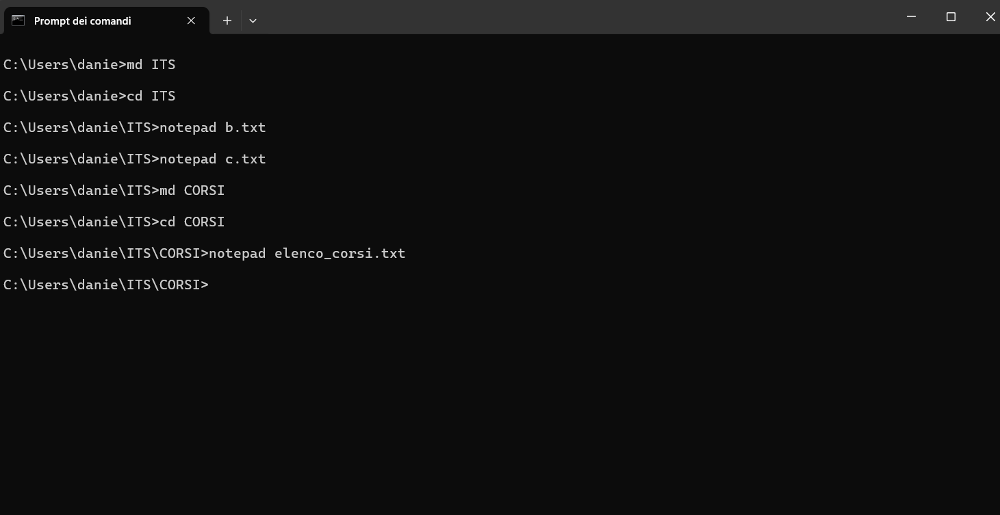 Prompt dei comandi
C:\Users\danie>md ITS
C:\Users\danie>cd ITS
C:\Users\danie\ITS>notepad b.txt
C:\Users\danie\ITS>notepad c.txt
C:\Users\danie\ITS>md CORSI
C:\Users\danie\ITS>cd CORSI
C:\Users\danie\ITS\CORSI>notepad elenco_corsi.txt
C:\Users\danie\ITS\CORSI>